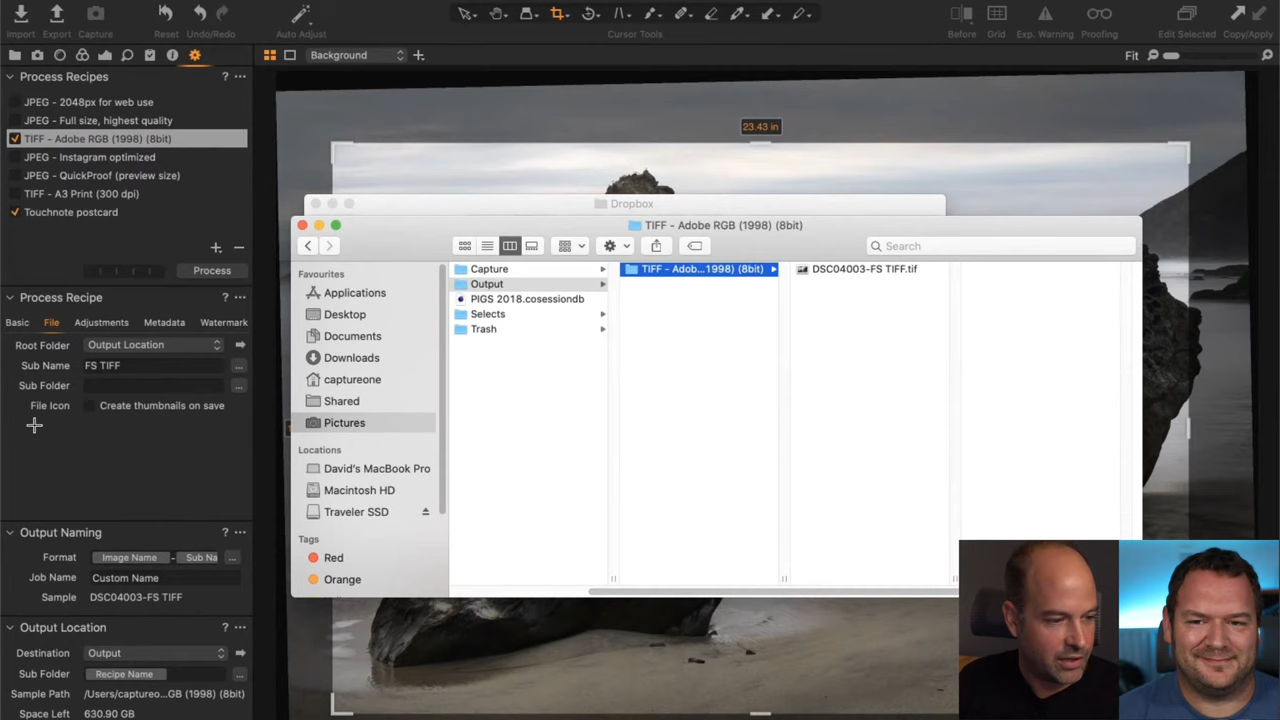 Import Export Capture Reset Undo/Redo Auto Adjust Cursor Tools Before Grid Exp. Warning Proofing Edit Selected Copy/Apply
Background
Fit
Process Recipes ?
JPEG - 2048px for web use
JPEG - Full size, highest quality
TIFF - Adobe RGB (1998) (8bit)
JPEG - Instagram optimized
JPEG - QuickProof (preview size)
TIFF - A3 Print (300 dpi)
Touchnote postcard
Process
Process Recipe ?
Basic File Adjustments Metadata Watermark
Root Folder Output Location
Sub Name FS TIFF
Sub Folder
File Icon Create thumbnails on save
Output Naming ?
Format Image Name - Sub Na
Job Name Custom Name
Sample DSC04003-FS TIFF
Output Location ?
Destination Output
Sub Folder Recipe Name
Sample Path /Users/captureo...GB (1998) (8bit)
Space Left 630.90 GB
23.43 in
Dropbox
TIFF - Adobe RGB (1998) (8bit)
Search
Favourites
Applications
Desktop
Documents
Downloads
captureone
Shared
Pictures
Locations
David's MacBook Pro
Macintosh HD
Traveler SSD
Tags
Red
Orange
Capture
Output
PIGS 2018.cosessiondb
Selects
Trash
TIFF - Adob...1998) (8bit)
DSC04003-FS TIFF.tif